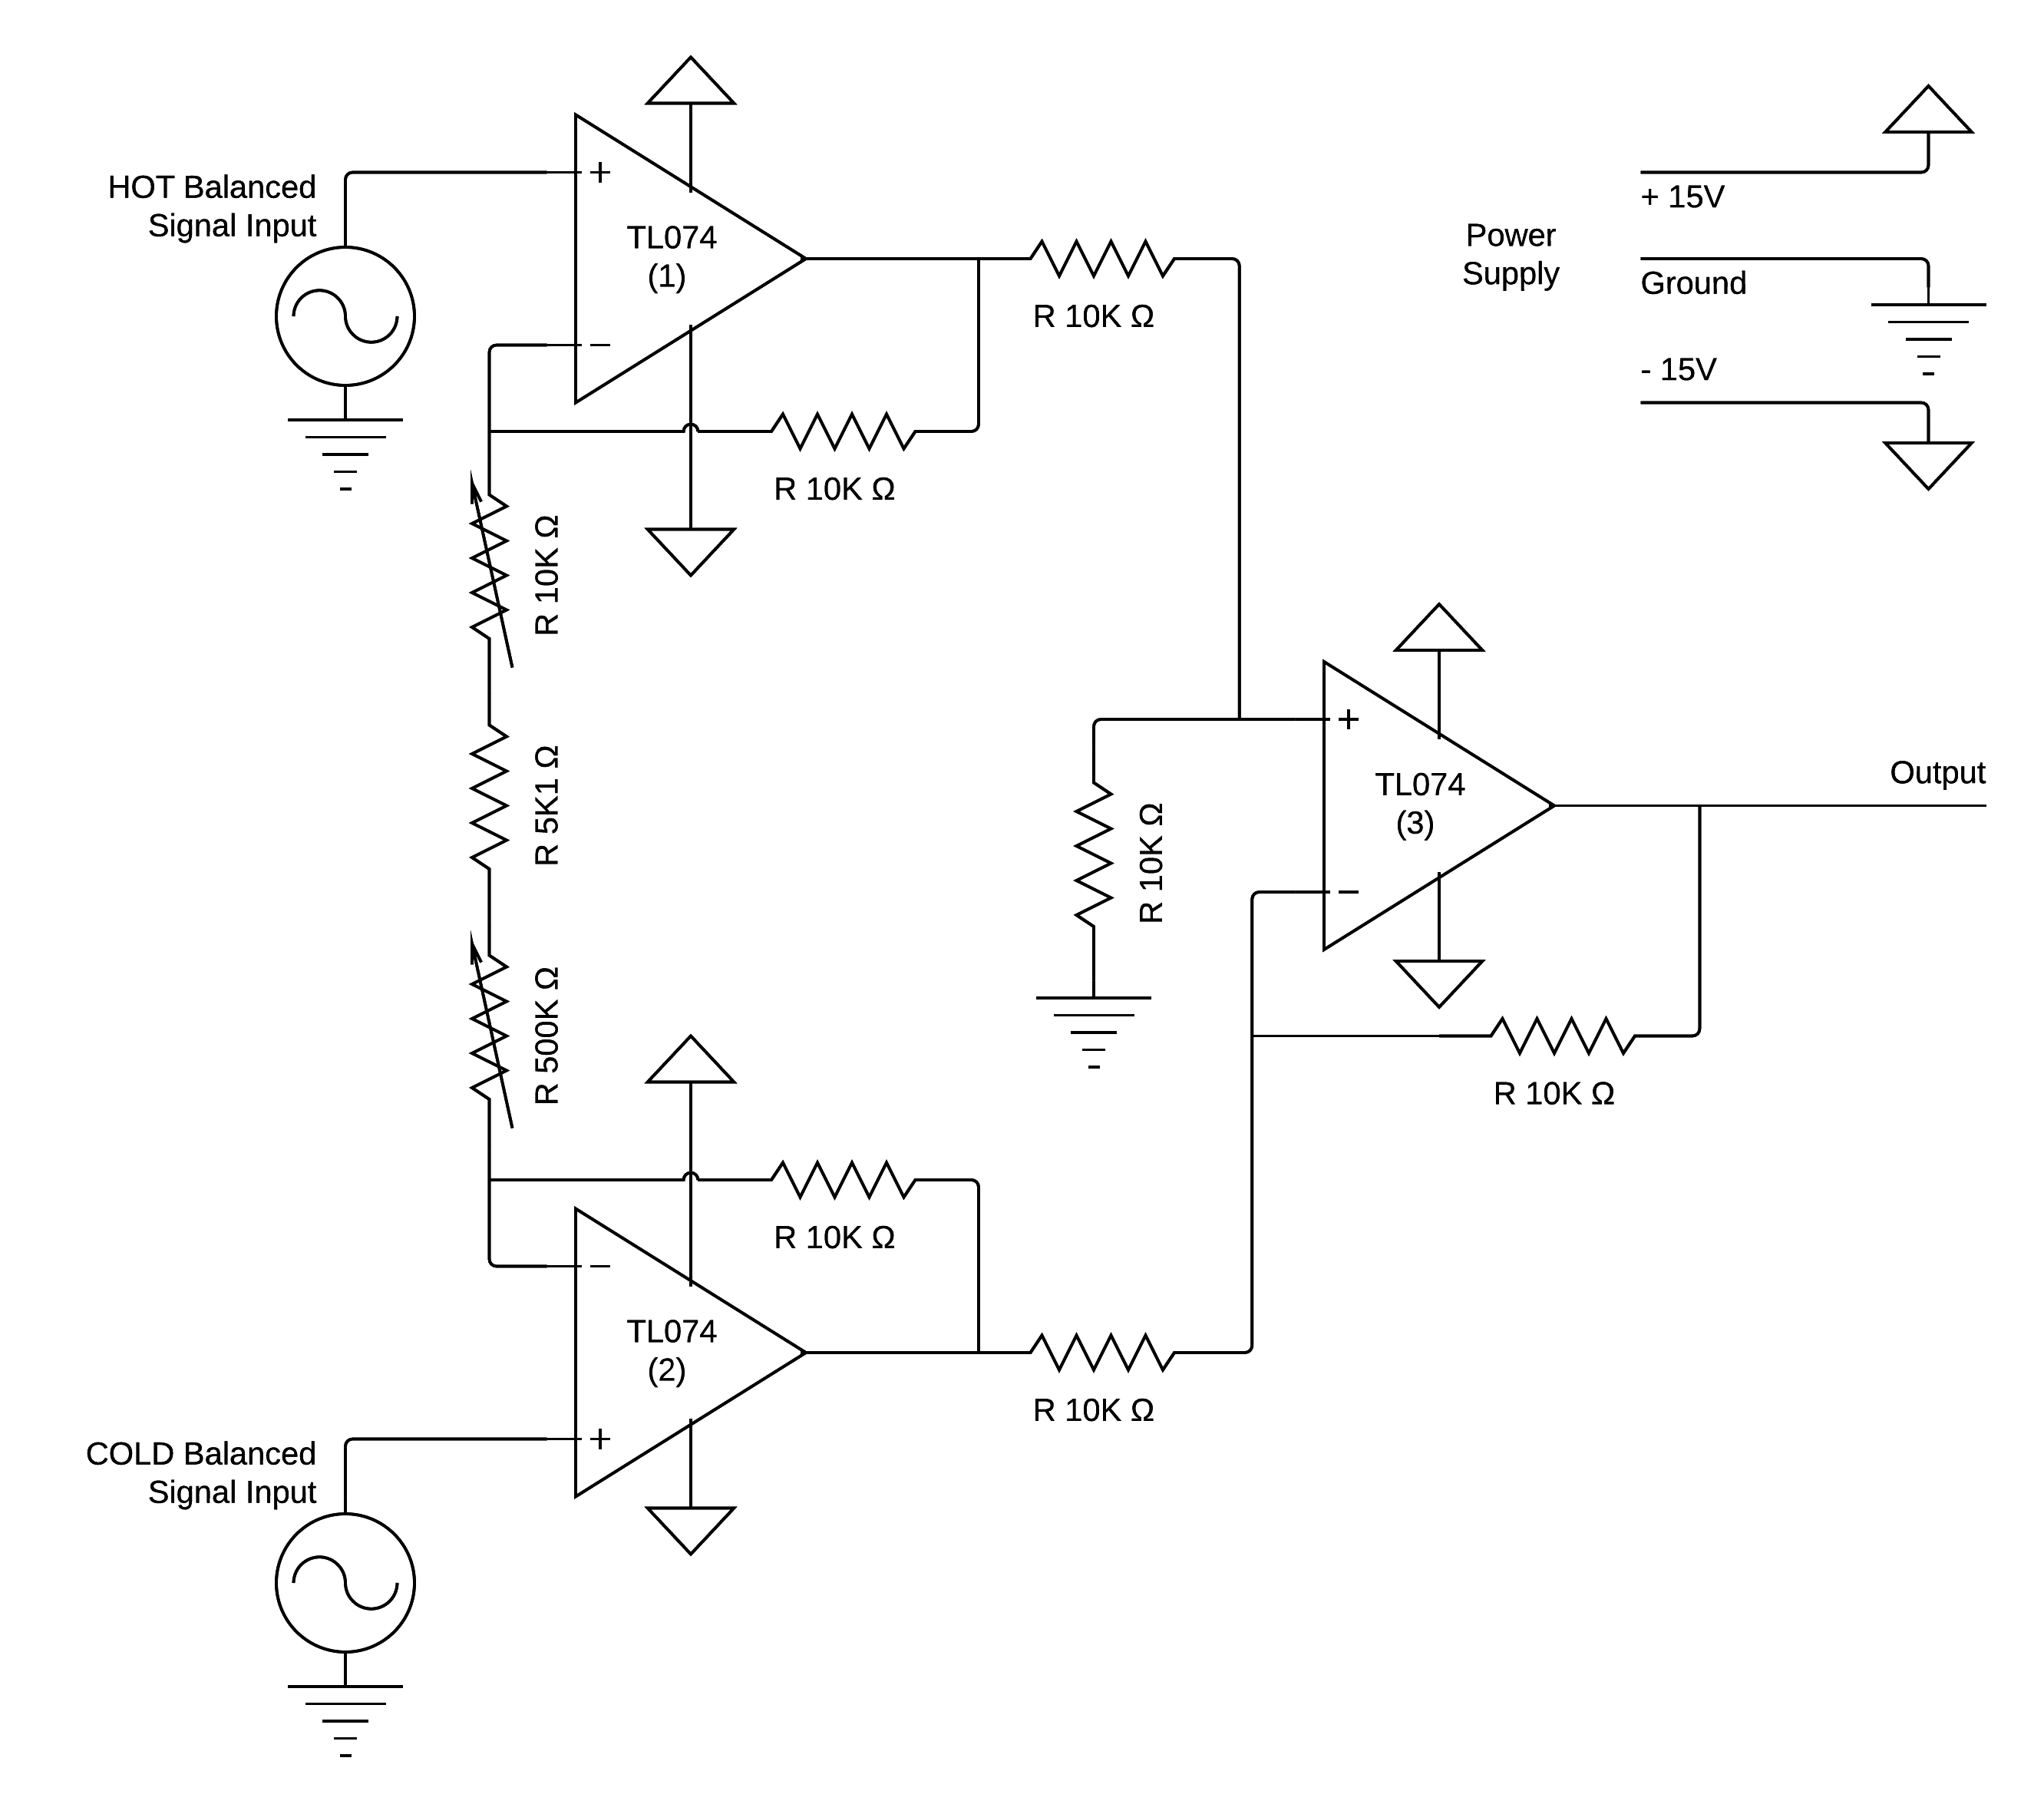 HOT Balanced
Signal Input
+
TL074
(1)
−
R 10K Ω
R 10K Ω
Power
Supply
+ 15V
Ground
- 15V
R 10K Ω
R 5K1 Ω
R 500K Ω
+
TL074
(3)
−
R 10K Ω
Output
R 10K Ω
R 10K Ω
−
TL074
(2)
+
R 10K Ω
COLD Balanced
Signal Input